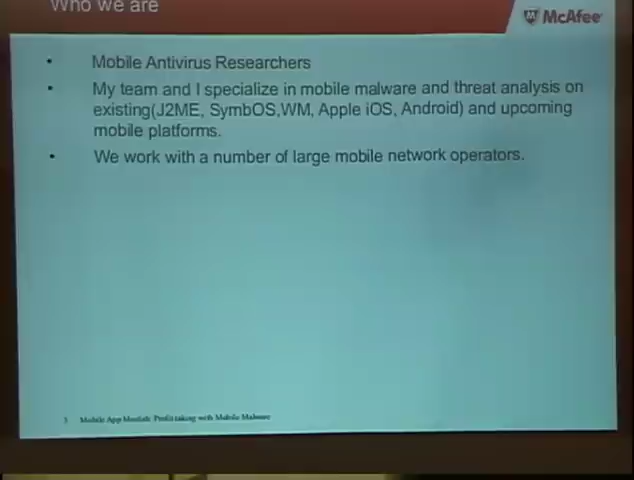 Who we are
McAfee
• Mobile Antivirus Researchers
• My team and I specialize in mobile malware and threat analysis on
existing(J2ME, SymbOS,WM, Apple iOS, Android) and upcoming
mobile platforms.
• We work with a number of large mobile network operators.
Mobile App Moolah: Profit taking with Mobile Malware